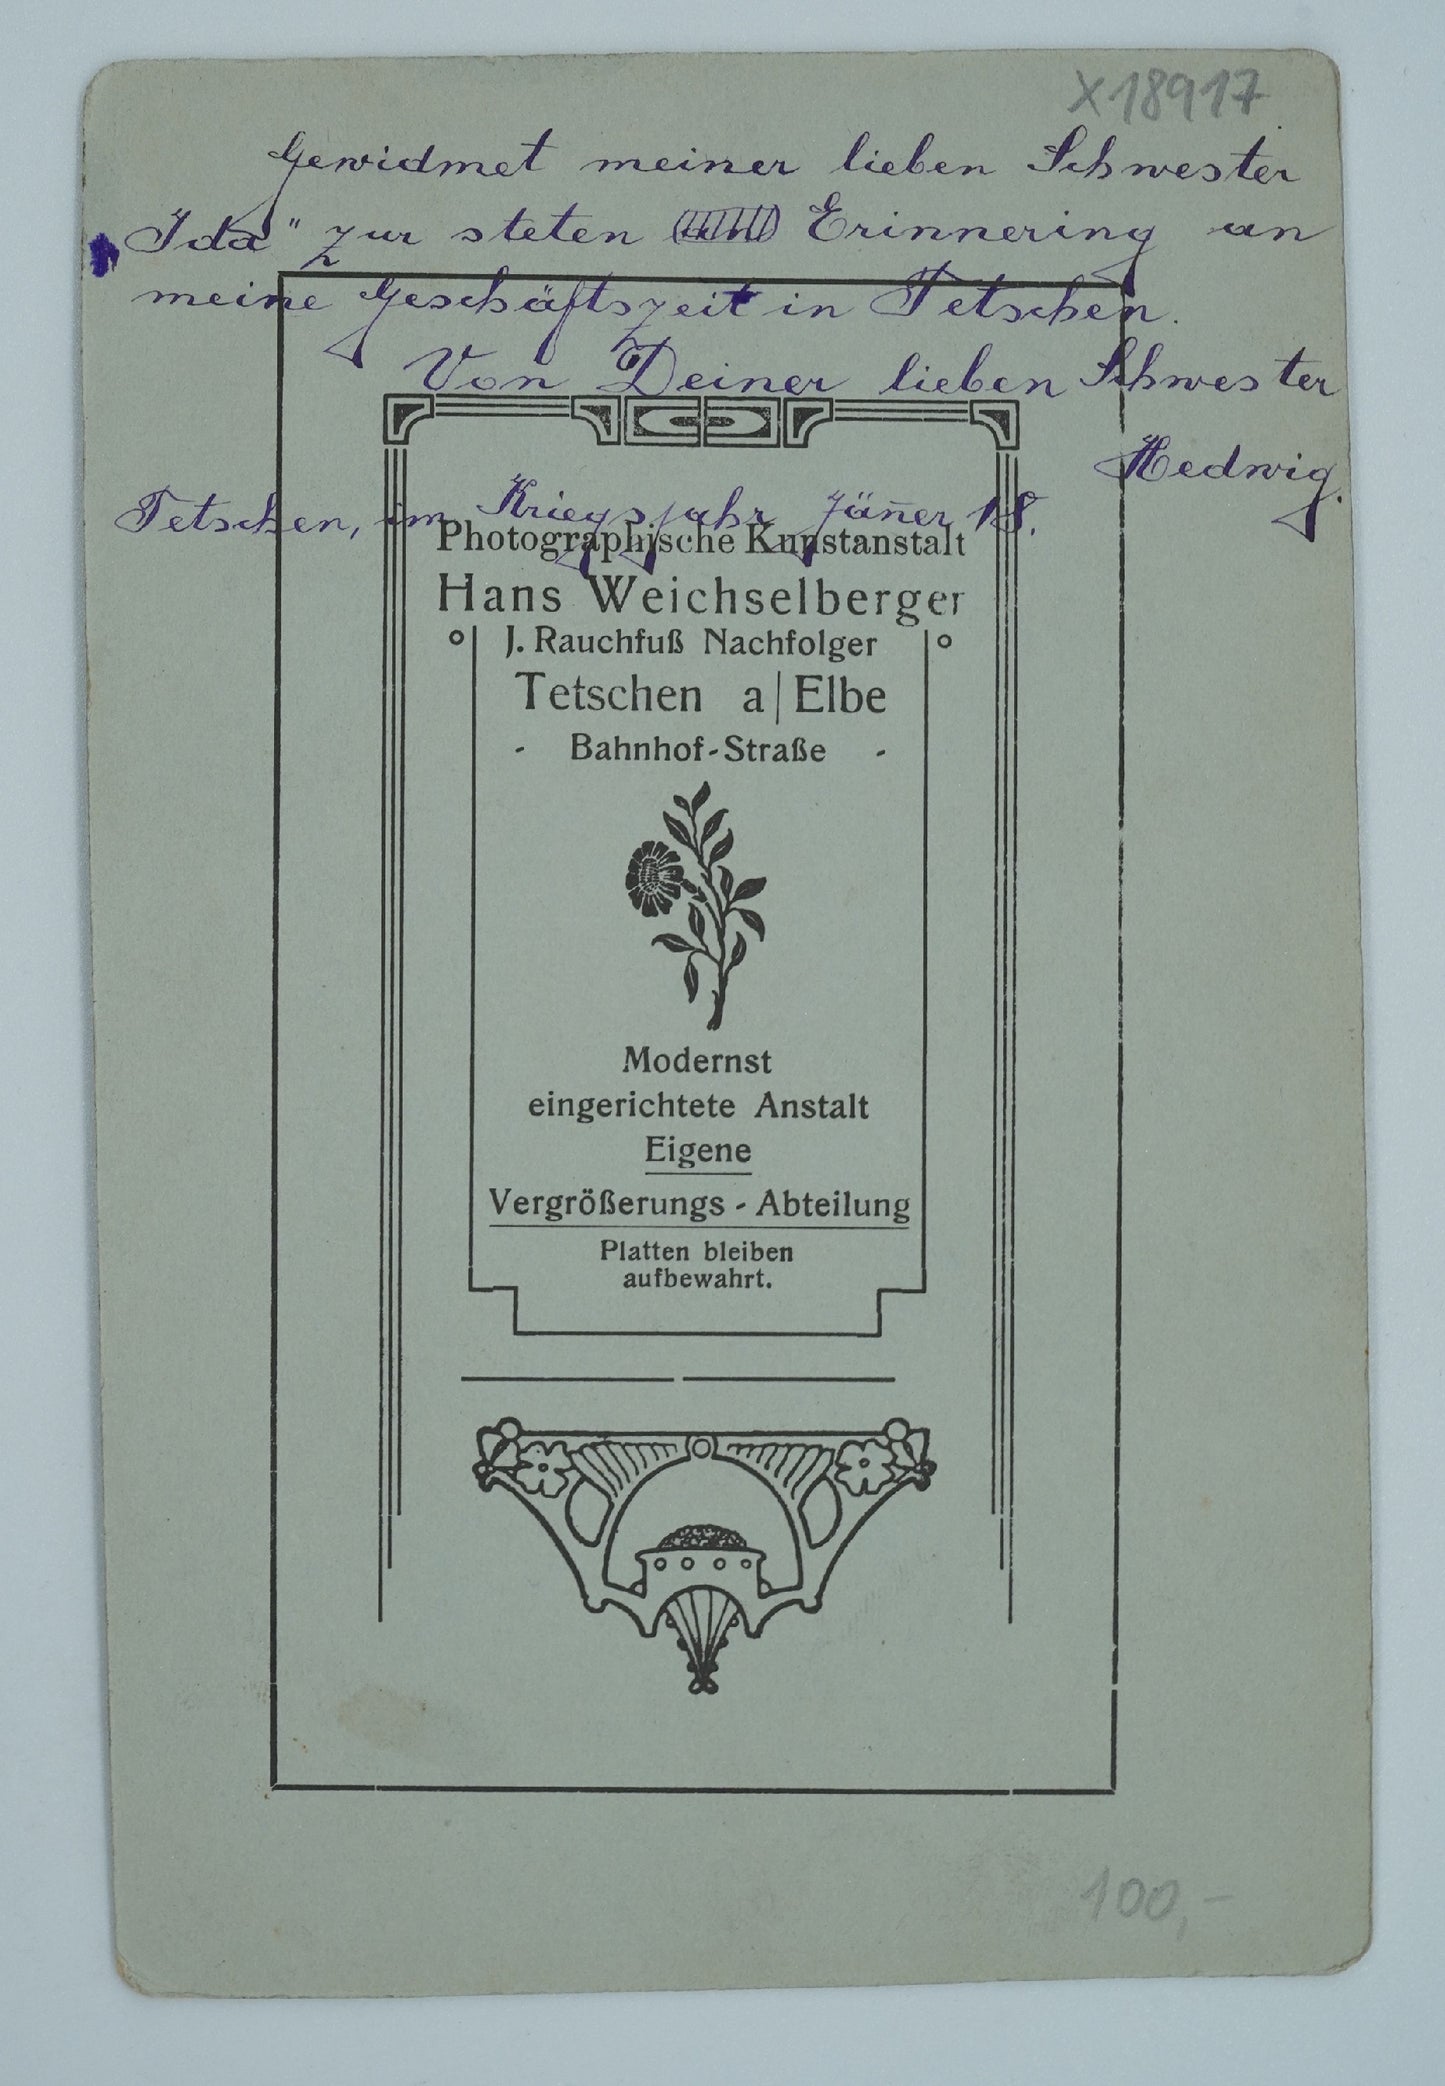 X18917
Gewidmet meiner lieben Schwester
„Ida" zur steten Erinnering an
meine Geschäftszeit in Tetschen.
Von Deiner lieben Schwester
Hedwig.
Tetschen, im Kriegsjahr Jäner 18.
Photographische Kunstanstalt
Hans Weichselberger
J. Rauchfuß Nachfolger
Tetschen a|Elbe
- Bahnhof-Straße -
Modernst
eingerichtete Anstalt
Eigene
Vergrößerungs-Abteilung
Platten bleiben
aufbewahrt.
100,-